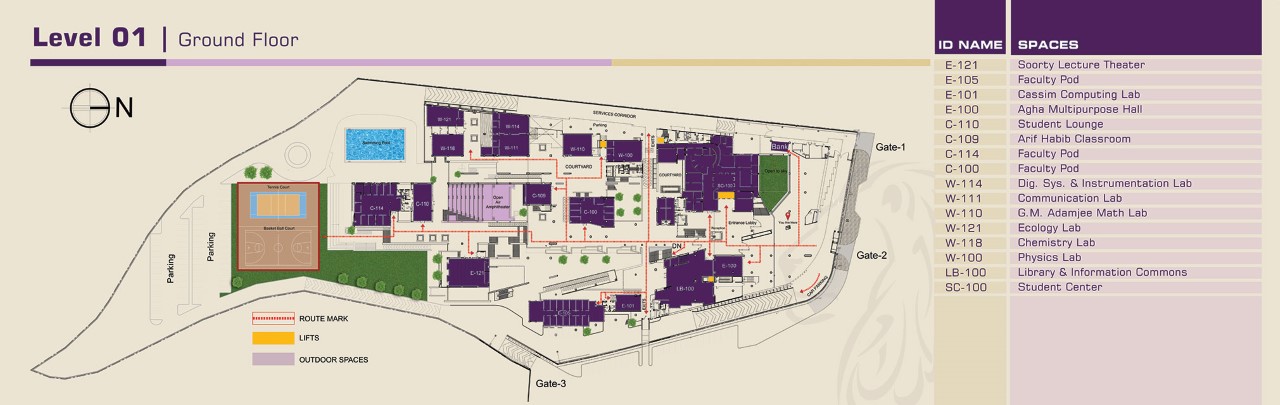 Level 01 | Ground Floor
N
ID NAME SPACES
E-121 Soorty Lecture Theater
E-105 Faculty Pod
E-101 Cassim Computing Lab
E-100 Agha Multipurpose Hall
C-110 Student Lounge
C-109 Arif Habib Classroom
C-114 Faculty Pod
C-100 Faculty Pod
W-114 Dig. Sys. & Instrumentation Lab
W-111 Communication Lab
W-110 G.M. Adamjee Math Lab
W-121 Ecology Lab
W-118 Chemistry Lab
W-100 Physics Lab
LB-100 Library & Information Commons
SC-100 Student Center
SERVICES CORRIDOR
Parking
W-121
W-114
W-118
W-111
W-110
W-100
Swimming Pool
COURTYARD
COURTYARD
Bank
Gate-1
Tennis Court
Basket Ball Court
C-114
C-110
Open Air Amphitheater
C-109
C-100
SC-100
Entrance Lobby
DN
Parking
Parking
E-121
E-100
LB-100
E-101
CAR PARKING
Gate-2
Gate-3
ROUTE MARK
LIFTS
OUTDOOR SPACES